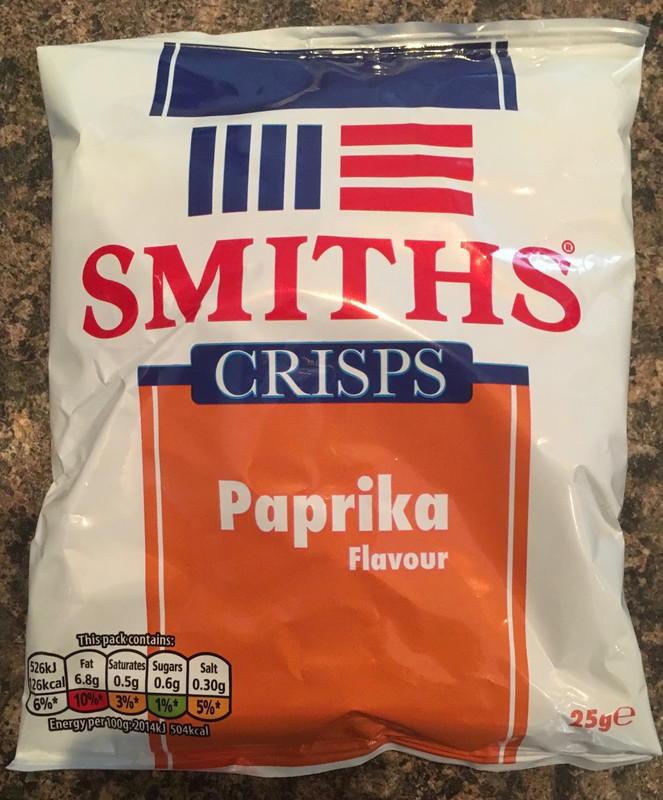 SMITHS®
CRISPS
Paprika
Flavour
This pack contains:
526kJ Fat Saturates Sugars Salt
126kcal 6.8g 0.5g 0.6g 0.30g
6%* 10%* 3%* 1%* 5%*
Energy per 100g: 2014kJ 504kcal
25g℮